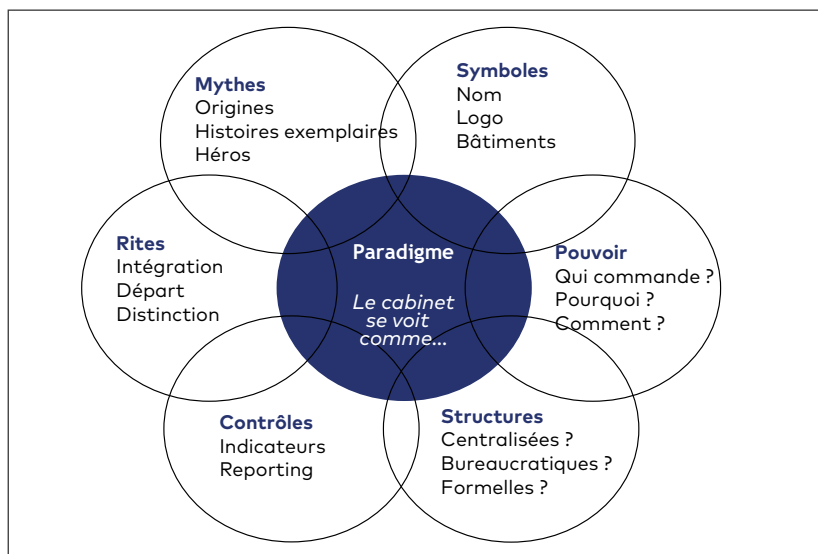 Mythes
Origines
Histoires exemplaires
Héros
Symboles
Nom
Logo
Bâtiments
Rites
Intégration
Départ
Distinction
Paradigme
Le cabinet
se voit
comme...
Pouvoir
Qui commande ?
Pourquoi ?
Comment ?
Contrôles
Indicateurs
Reporting
Structures
Centralisées ?
Bureaucratiques ?
Formelles ?